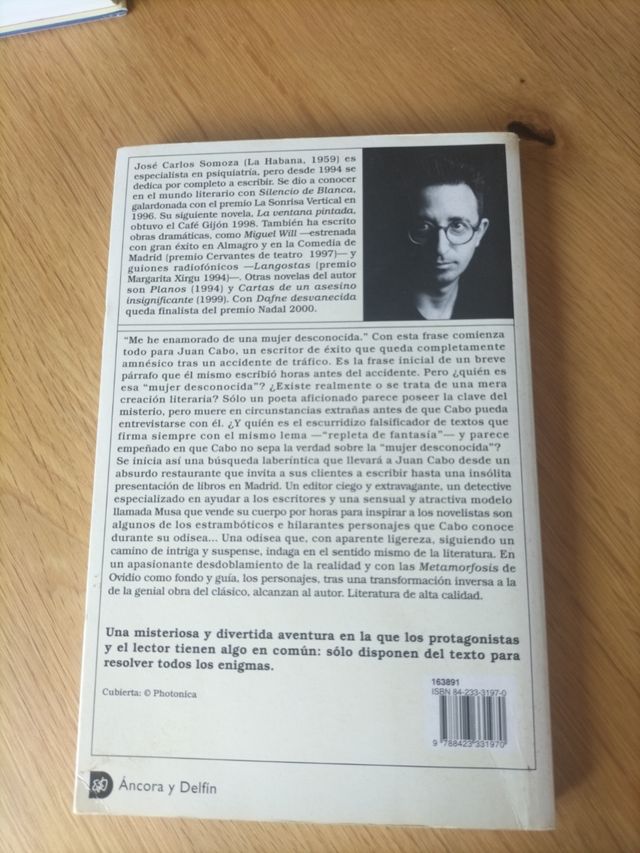 José Carlos Somoza (La Habana, 1959) es
especialista en psiquiatría, pero desde 1994 se
dedica por completo a escribir. Se dio a conocer
en el mundo literario con Silencio de Blanca,
galardonada con el premio La Sonrisa Vertical en
1996. Su siguiente novela, La ventana pintada,
obtuvo el Café Gijón 1998. También ha escrito
obras dramáticas, como Miguel Will —estrenada
con gran éxito en Almagro y en la Comedia de
Madrid (premio Cervantes de teatro 1997)— y
guiones radiofónicos —Langostas (premio
Margarita Xirgu 1994)—. Otras novelas del autor
son Planos (1994) y Cartas de un asesino
insignificante (1999). Con Dafne desvanecida
queda finalista del premio Nadal 2000.
“Me he enamorado de una mujer desconocida.” Con esta frase comienza
todo para Juan Cabo, un escritor de éxito que queda completamente
amnésico tras un accidente de tráfico. Es la frase inicial de un breve
párrafo que él mismo escribió horas antes del accidente. Pero ¿quién es
esa “mujer desconocida”? ¿Existe realmente o se trata de una mera
creación literaria? Sólo un poeta aficionado parece poseer la clave del
misterio, pero muere en circunstancias extrañas antes de que Cabo pueda
entrevistarse con él. ¿Y quién es el escurridizo falsificador de textos que
firma siempre con el mismo lema —“repleta de fantasía”— y parece
empeñado en que Cabo no sepa la verdad sobre la “mujer desconocida”?
Se inicia así una búsqueda laberíntica que llevará a Juan Cabo desde un
absurdo restaurante que invita a sus clientes a escribir hasta una insólita
presentación de libros en Madrid. Un editor ciego y extravagante, un detective
especializado en ayudar a los escritores y una sensual y atractiva modelo
llamada Musa que vende su cuerpo por horas para inspirar a los novelistas son
algunos de los estrambóticos e hilarantes personajes que Cabo conoce
durante su odisea... Una odisea que, con aparente ligereza, siguiendo un
camino de intriga y suspense, indaga en el sentido mismo de la literatura. En
un apasionante desdoblamiento de la realidad y con las Metamorfosis de
Ovidio como fondo y guía, los personajes, tras una transformación inversa a la
de la genial obra del clásico, alcanzan al autor. Literatura de alta calidad.
Una misteriosa y divertida aventura en la que los protagonistas
y el lector tienen algo en común: sólo disponen del texto para
resolver todos los enigmas.
Cubierta: © Photonica
163891
ISBN 84-233-3197-0
9 788423 331970
Áncora y Delfín